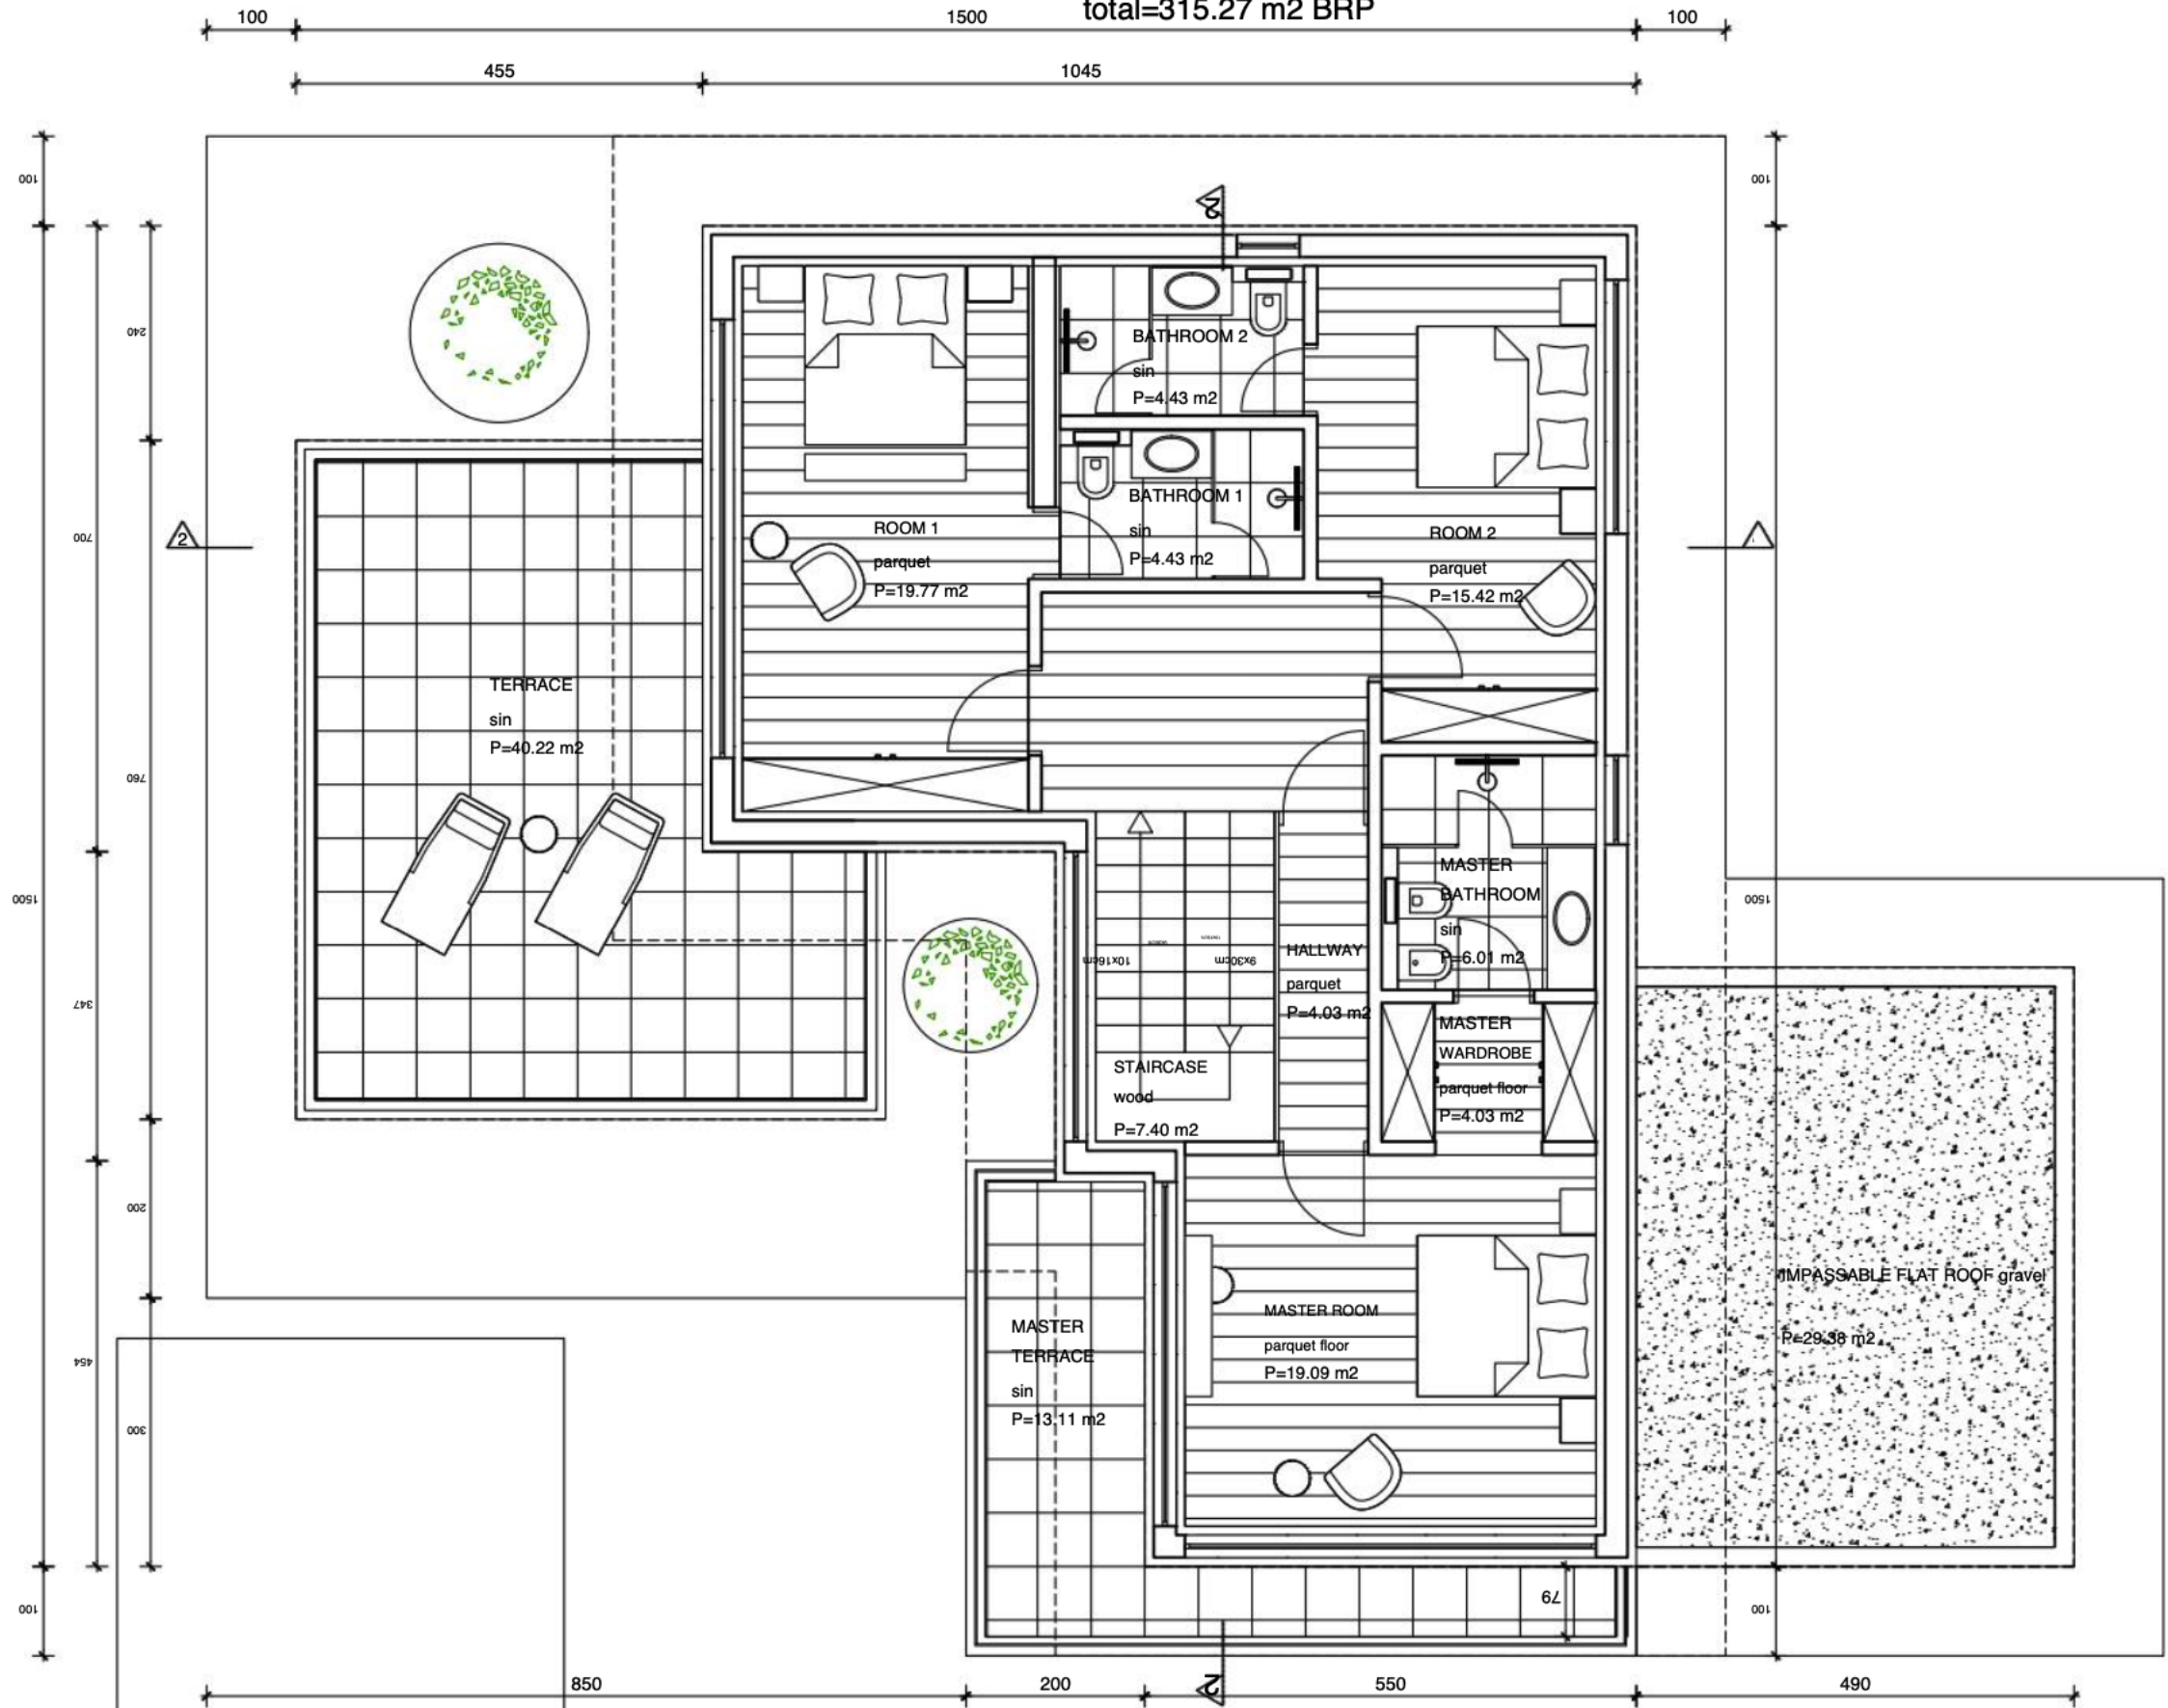 total=315.27 m2 BRP
100
1500
100
455
1045
100
240
700
760
1500
347
200
454
300
100
100
1500
100
2
2
2
2
BATHROOM 2
sin
P=4.43 m2
BATHROOM 1
sin
P=4.43 m2
ROOM 1
parquet
P=19.77 m2
ROOM 2
parquet
P=15.42 m2
TERRACE
sin
P=40.22 m2
MASTER
BATHROOM
sin
P=6.01 m2
10x16cm
9x30cm
HALLWAY
parquet
P=4.03 m2
MASTER
WARDROBE
parquet floor
P=4.03 m2
STAIRCASE
wood
P=7.40 m2
MASTER
TERRACE
sin
P=13.11 m2
MASTER ROOM
parquet floor
P=19.09 m2
IMPASSABLE FLAT ROOF gravel
P=29.38 m2
79
850
200
550
490